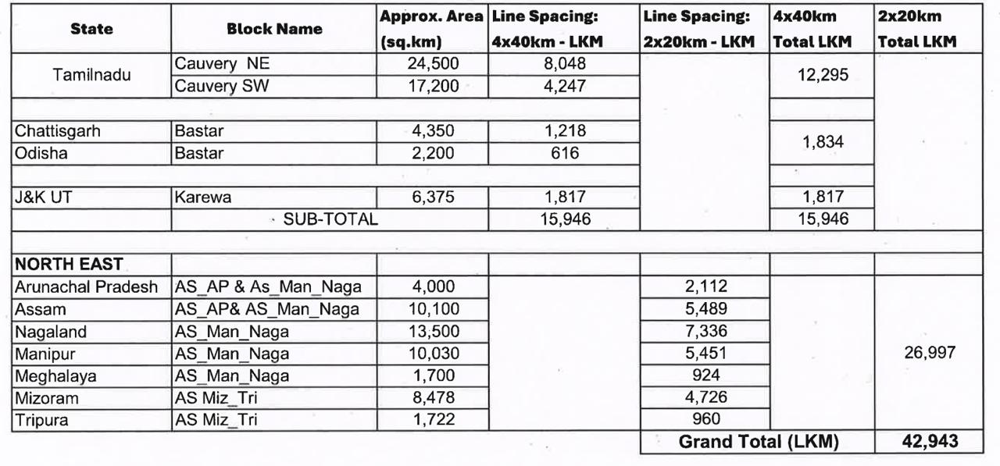 State Block Name Approx. Area (sq.km) Line Spacing: 4x40km - LKM Line Spacing: 2x20km - LKM 4x40km Total LKM 2x20km Total LKM
Tamilnadu Cauvery NE 24,500 8,048 12,295
Cauvery SW 17,200 4,247
Chattisgarh Bastar 4,350 1,218 1,834
Odisha Bastar 2,200 616
J&K UT Karewa 6,375 1,817 1,817
SUB-TOTAL 15,946 15,946
NORTH EAST
Arunachal Pradesh AS_AP & As_Man_Naga 4,000 2,112
Assam AS_AP& AS_Man_Naga 10,100 5,489
Nagaland AS_Man_Naga 13,500 7,336
Manipur AS_Man_Naga 10,030 5,451 26,997
Meghalaya AS_Man_Naga 1,700 924
Mizoram AS Miz_Tri 8,478 4,726
Tripura AS Miz_Tri 1,722 960
Grand Total (LKM) 42,943